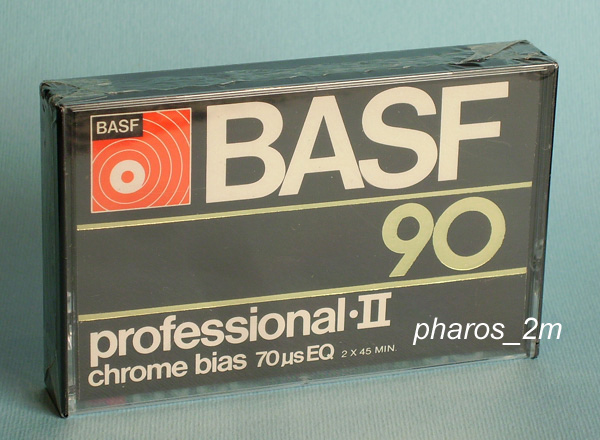 BASF
BASF
90
professional·II
chrome bias 70µs EQ 2 X 45 MIN.
pharos_2m